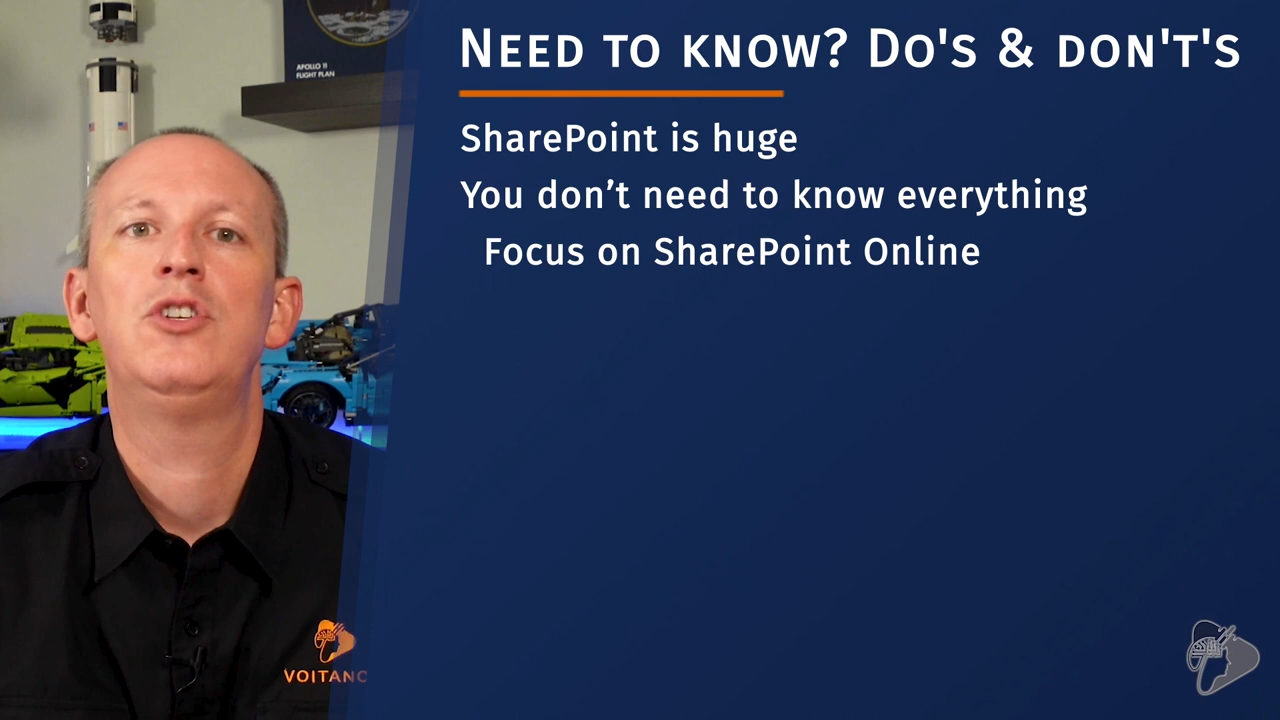 APOLLO 11
FLIGHT PLAN
NEED TO KNOW? DO'S & DON'T'S
SharePoint is huge
You don’t need to know everything
Focus on SharePoint Online
VOITANC